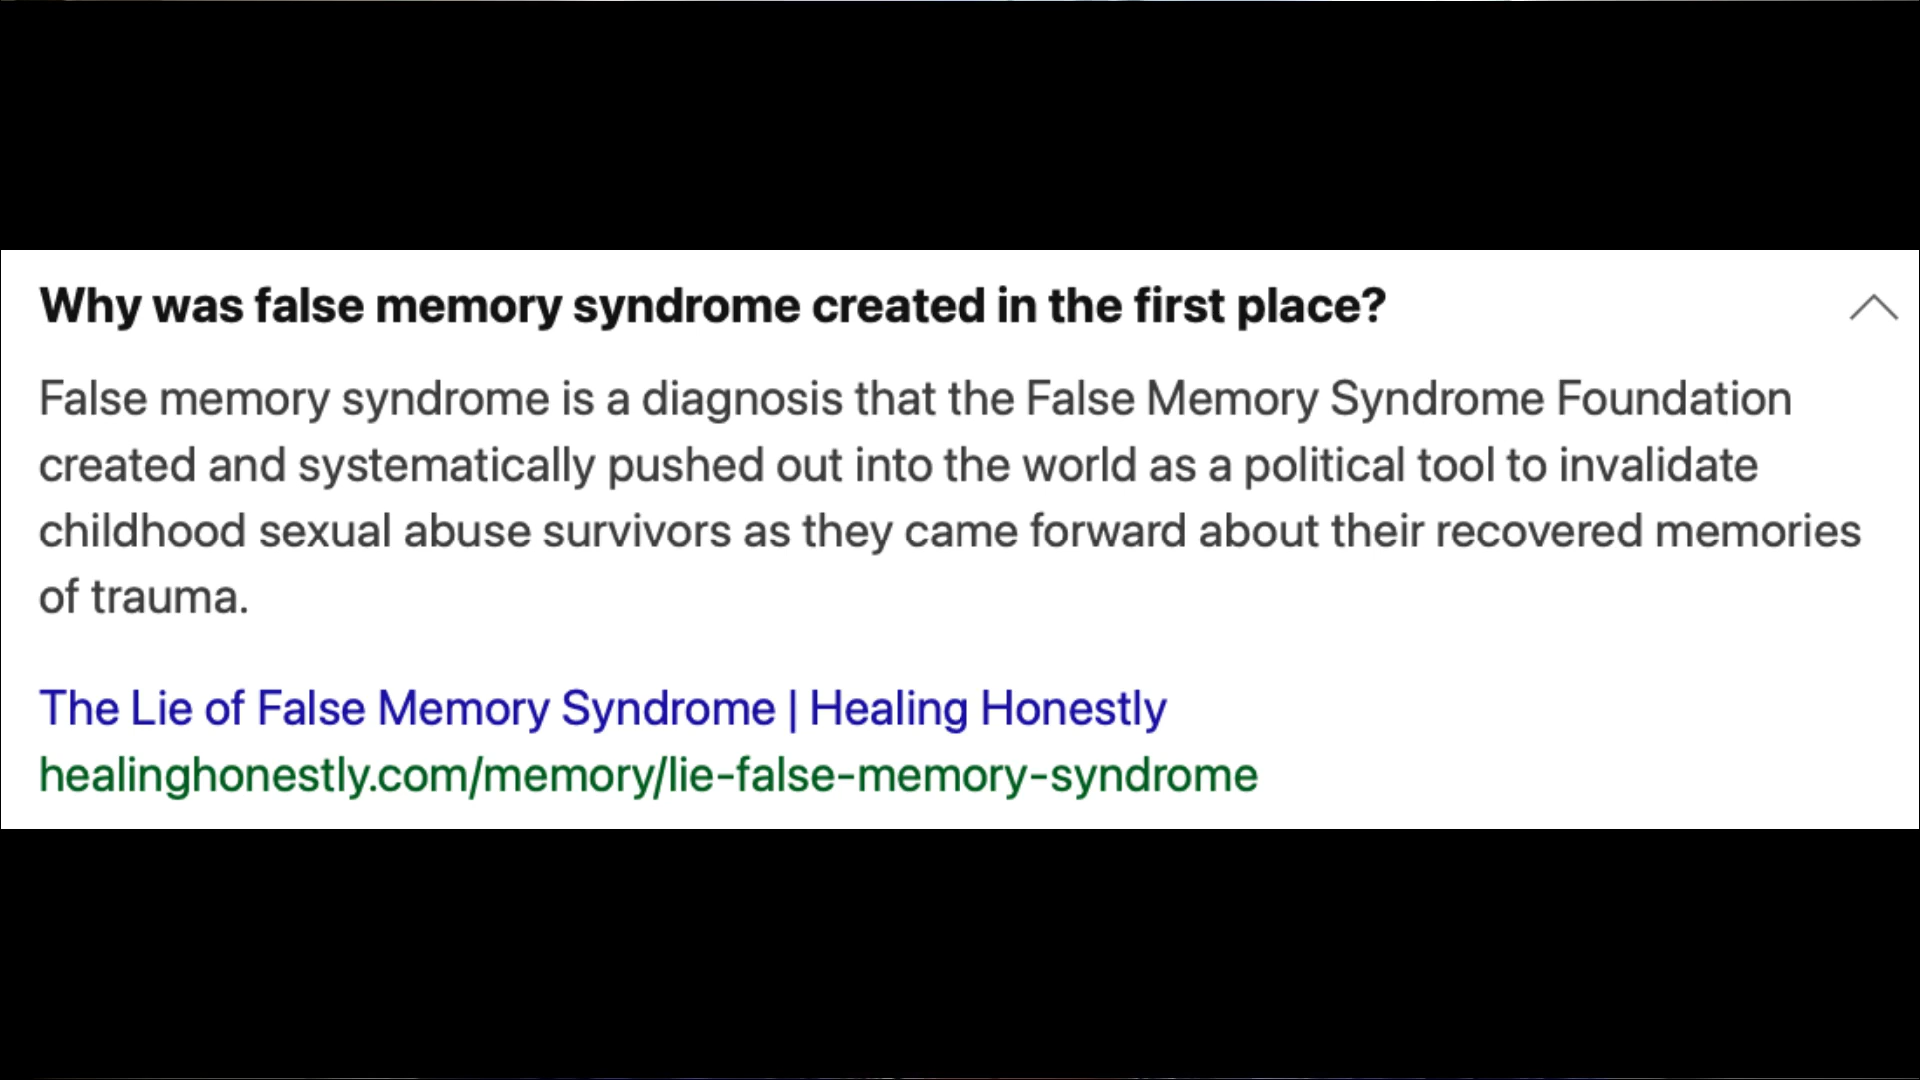 Why was false memory syndrome created in the first place?
False memory syndrome is a diagnosis that the False Memory Syndrome Foundation
created and systematically pushed out into the world as a political tool to invalidate
childhood sexual abuse survivors as they came forward about their recovered memories
of trauma.
The Lie of False Memory Syndrome | Healing Honestly
healinghonestly.com/memory/lie-false-memory-syndrome